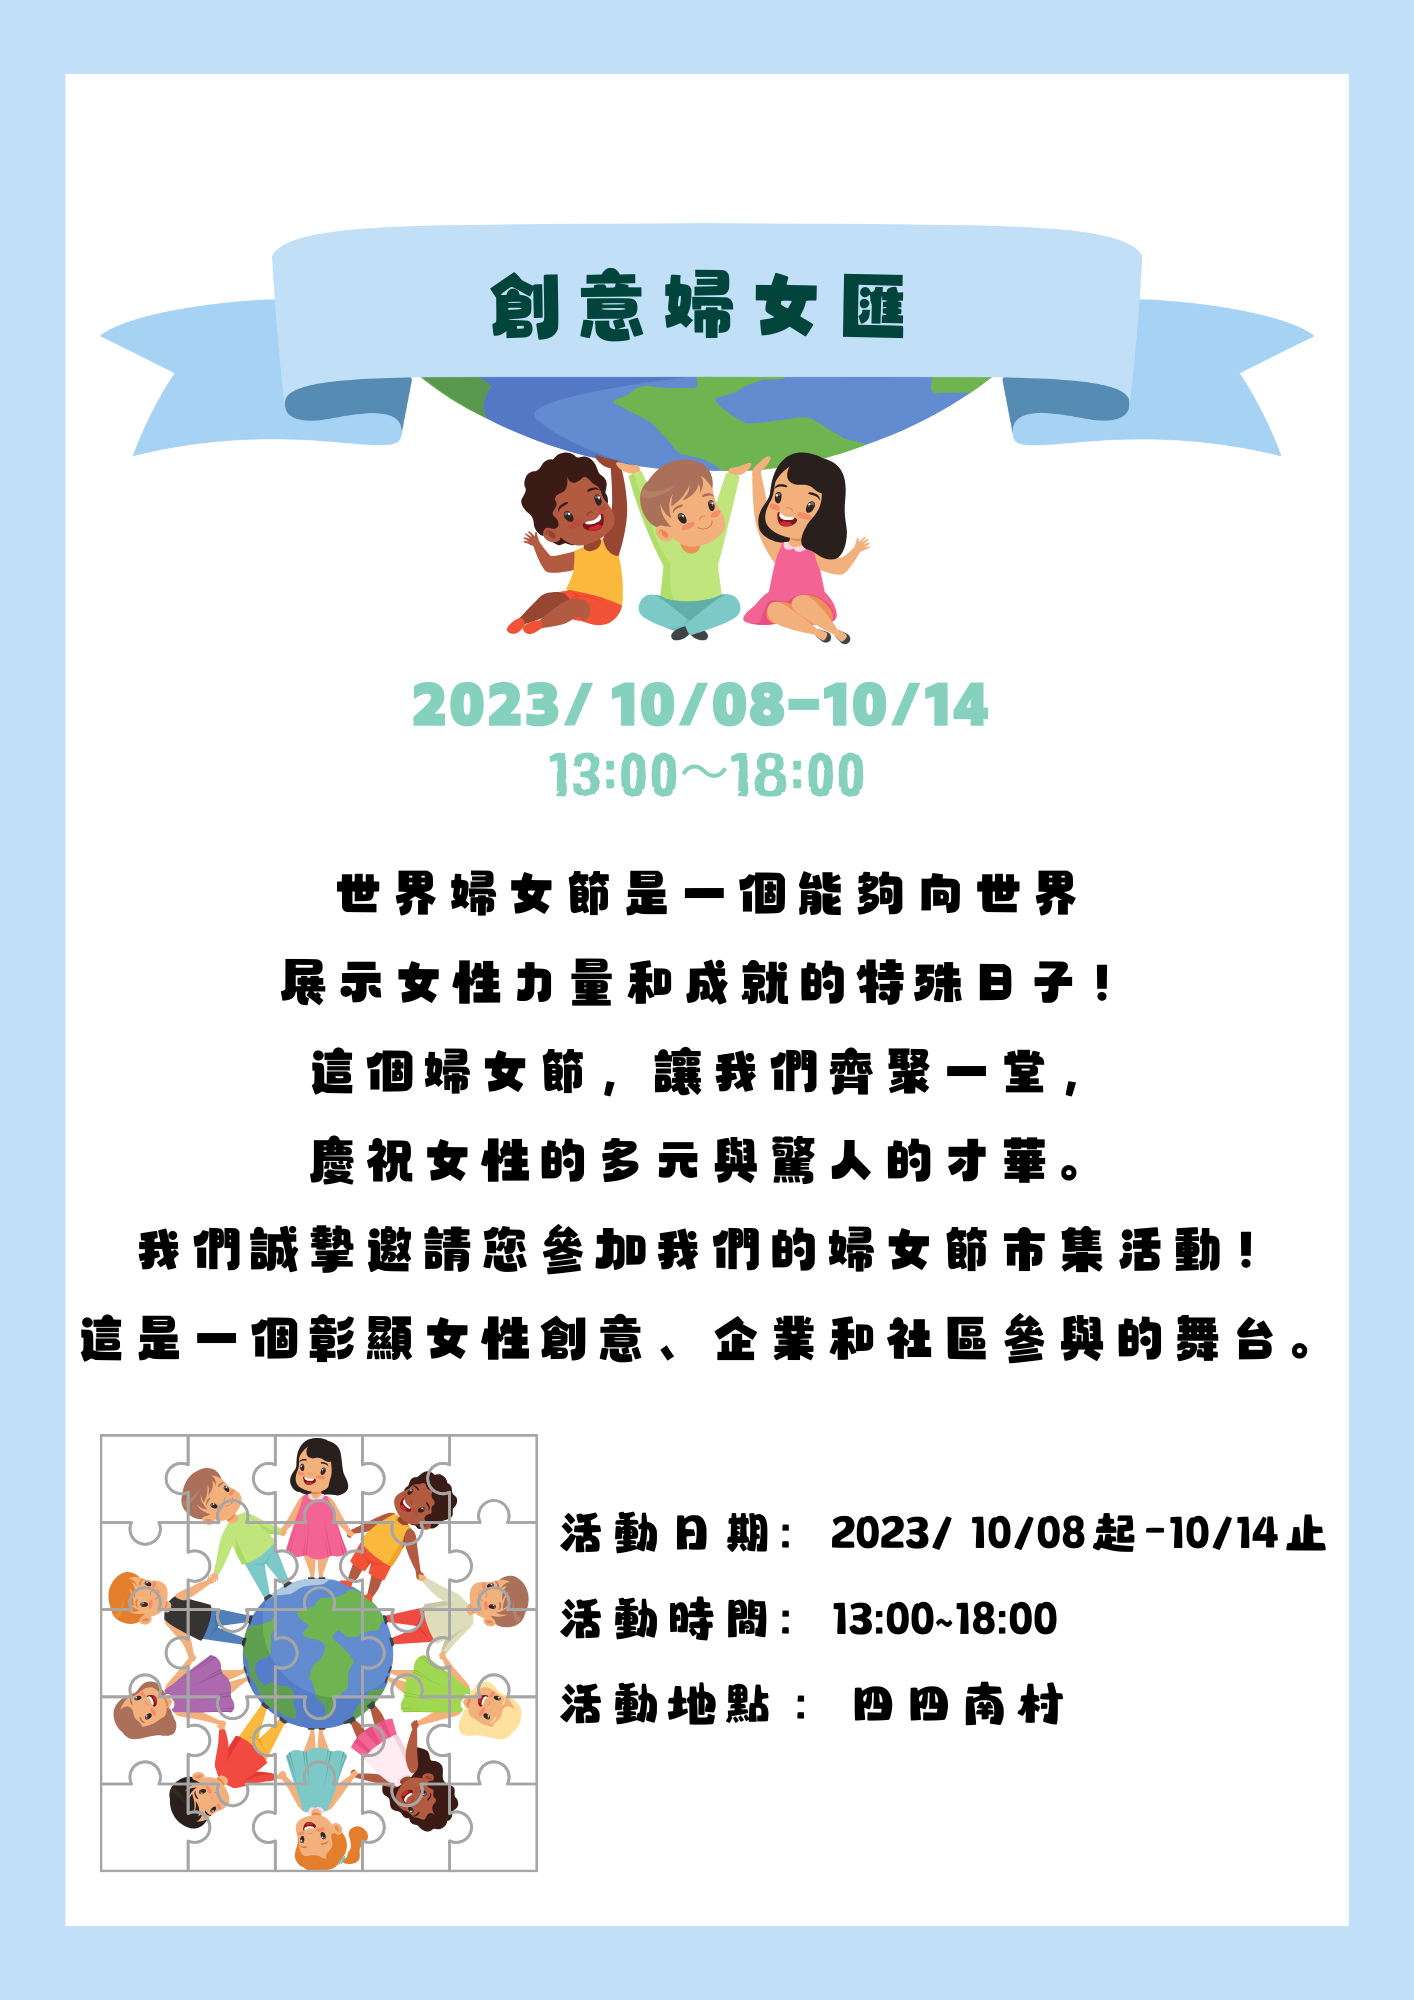 創意婦女匯
2023/ 10/08-10/14
13:00～18:00
世界婦女節是一個能夠向世界
展示女性力量和成就的特殊日子！
這個婦女節，讓我們齊聚一堂，
慶祝女性的多元與驚人的才華。
我們誠摯邀請您參加我們的婦女節市集活動！
這是一個彰顯女性創意、企業和社區參與的舞台。
活動日期： 2023/ 10/08起-10/14止
活動時間： 13:00~18:00
活動地點： 四四南村